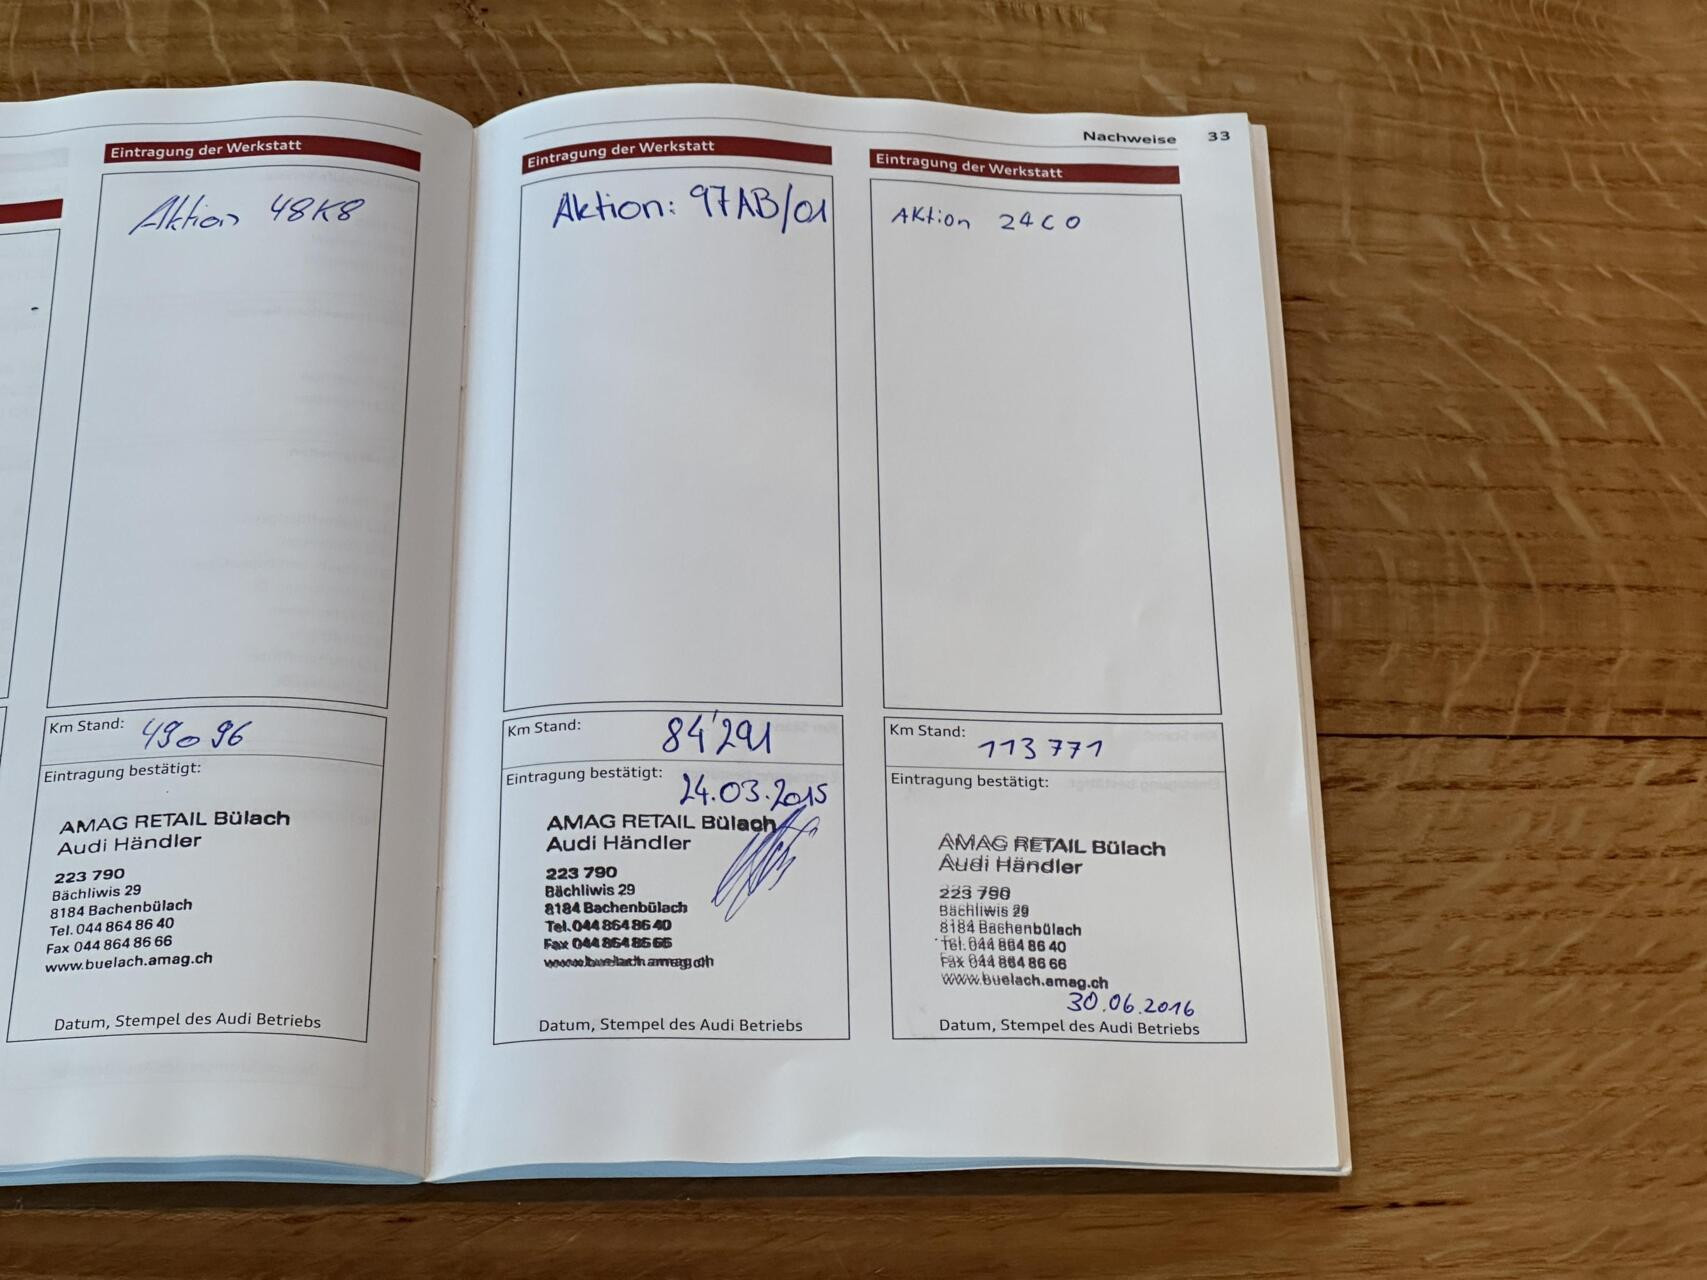 Nachweise 33
Eintragung der Werkstatt
Aktion 48K8
Km Stand: 49096
Eintragung bestätigt:
AMAG RETAIL Bülach
Audi Händler
223 790
Bächliwis 29
8184 Bachenbülach
Tel. 044 864 86 40
Fax 044 864 86 66
www.buelach.amag.ch
Datum, Stempel des Audi Betriebs
Eintragung der Werkstatt
Aktion: 97AB/01
Km Stand: 84'291
Eintragung bestätigt:
24.03.2015
AMAG RETAIL Bülach
Audi Händler
223 790
Bächliwis 29
8184 Bachenbülach
Tel. 044 864 86 40
Fax 044 864 86 66
www.buelach.amag.ch
Datum, Stempel des Audi Betriebs
Eintragung der Werkstatt
Aktion 24C0
Km Stand: 113771
Eintragung bestätigt:
AMAG RETAIL Bülach
Audi Händler
223 790
Bächliwis 29
8184 Bachenbülach
Tel. 044 864 86 40
Fax 044 864 86 66
www.buelach.amag.ch
30.06.2016
Datum, Stempel des Audi Betriebs